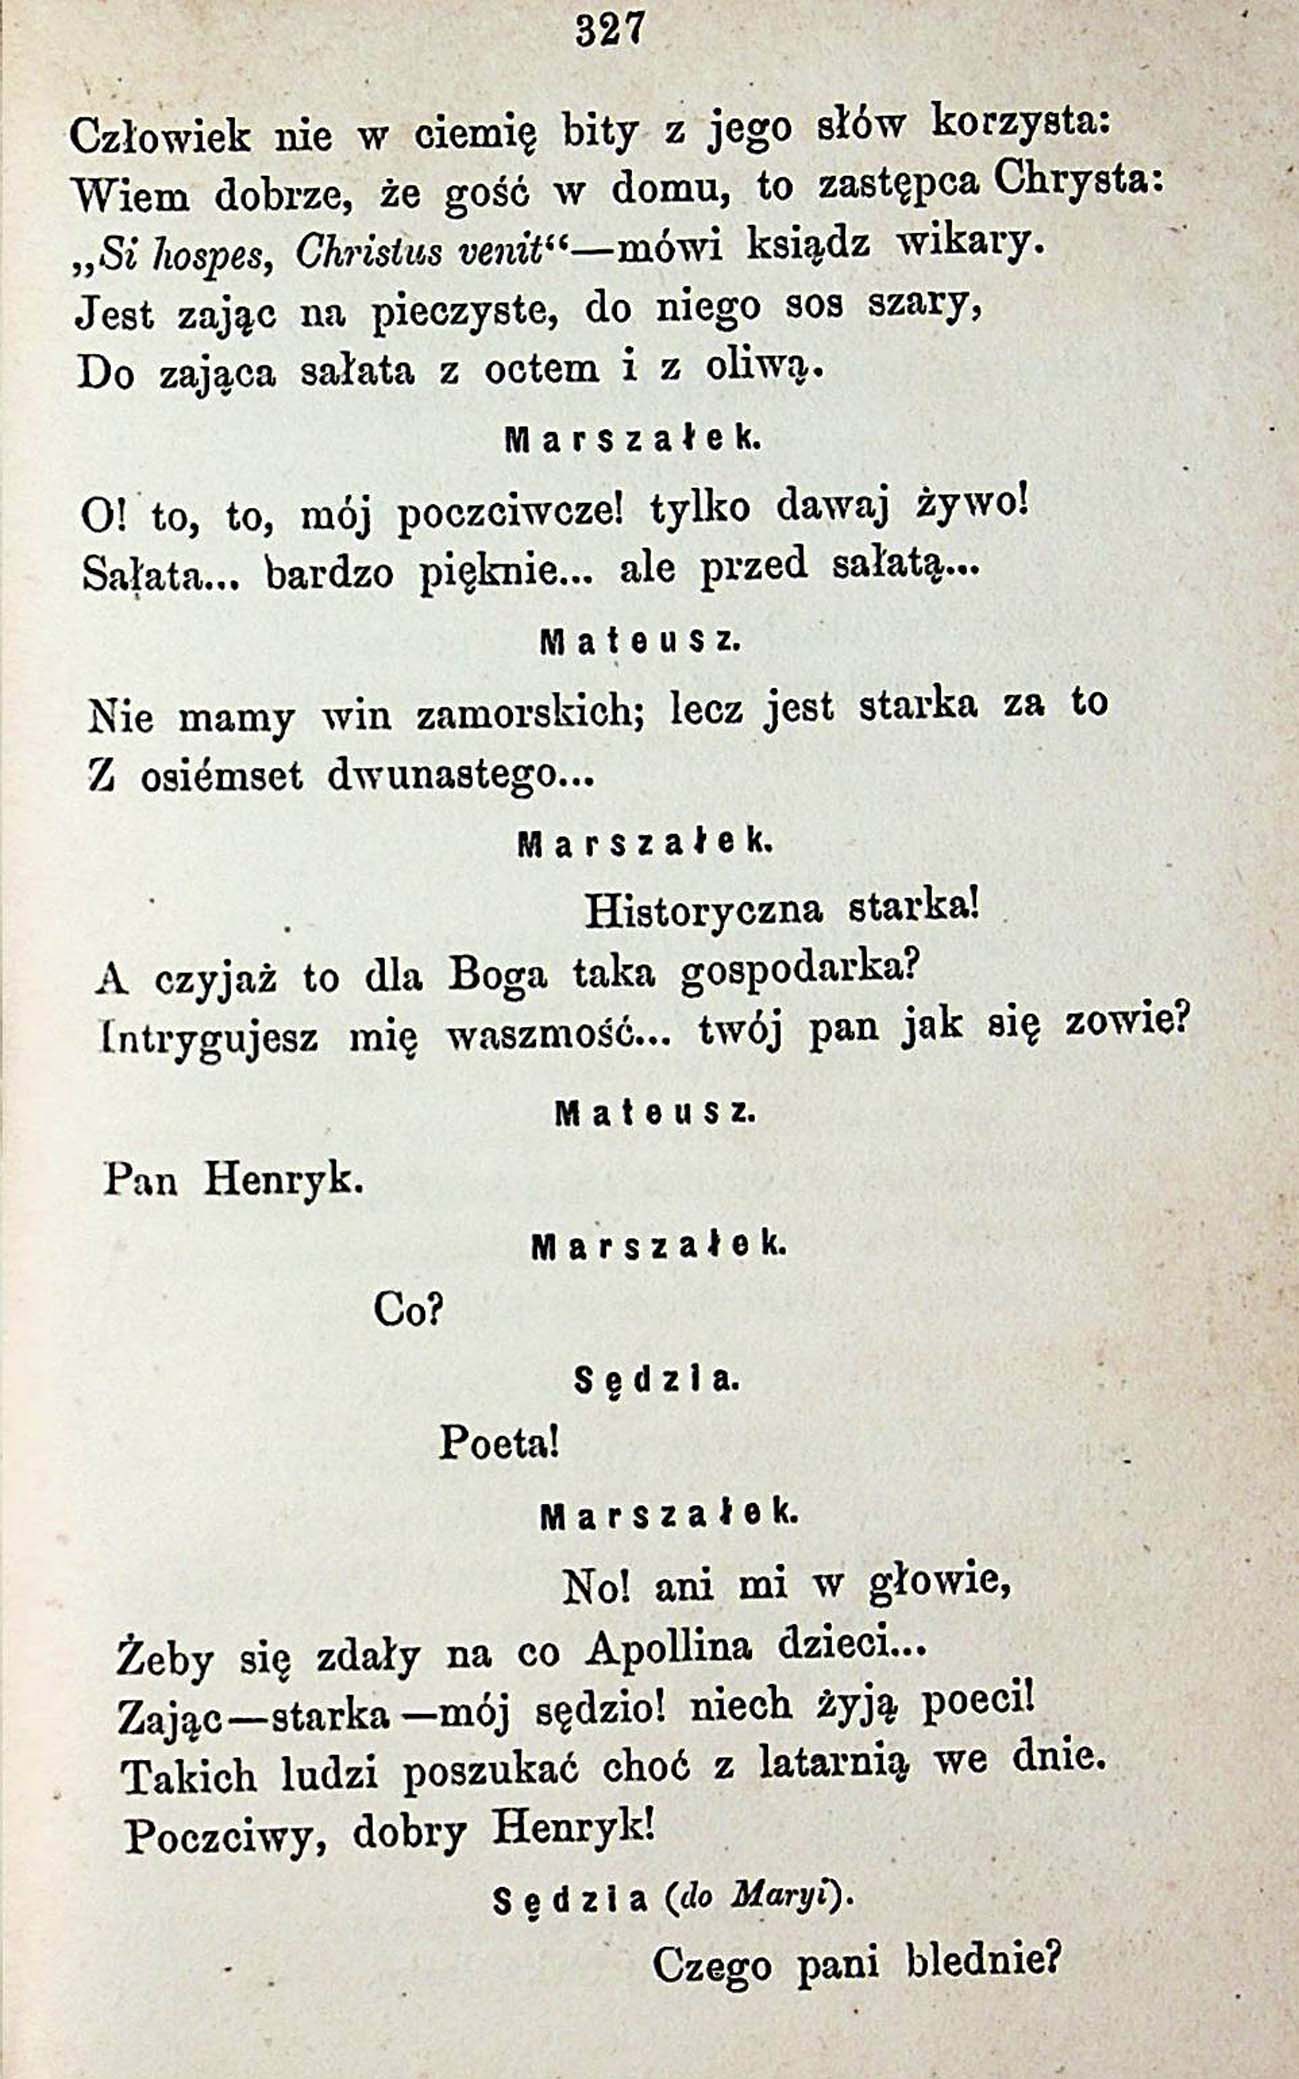 327
Człowiek nie w ciemię bity z jego słów korzysta:
Wiem dobrze, że gość w domu, to zastępca Chrysta:
„Si hospes, Christus venit“—mówi ksiądz wikary.
Jest zając na pieczyste, do niego sos szary,
Do zająca sałata z octem i z oliwą.
Marszałek.
O! to, to, mój poczciwcze! tylko dawaj żywo!
Sałata... bardzo pięknie... ale przed sałatą...
Mateusz.
Nie mamy win zamorskich; lecz jest starka za to
Z osiémset dwunastego...
Marszałek.
Historyczna starka!
A czyjaż to dla Boga taka gospodarka?
Intrygujesz mię waszmość... twój pan jak się zowie?
Mateusz.
Pan Henryk.
Marszałek.
Co?
Sędzia.
Poeta!
Marszałek.
No! ani mi w głowie,
Żeby się zdały na co Apollina dzieci...
Zając—starka—mój sędzio! niech żyją poeci!
Takich ludzi poszukać choć z latarnią we dnie.
Poczciwy, dobry Henryk!
Sędzia (do Maryi).
Czego pani blednie?